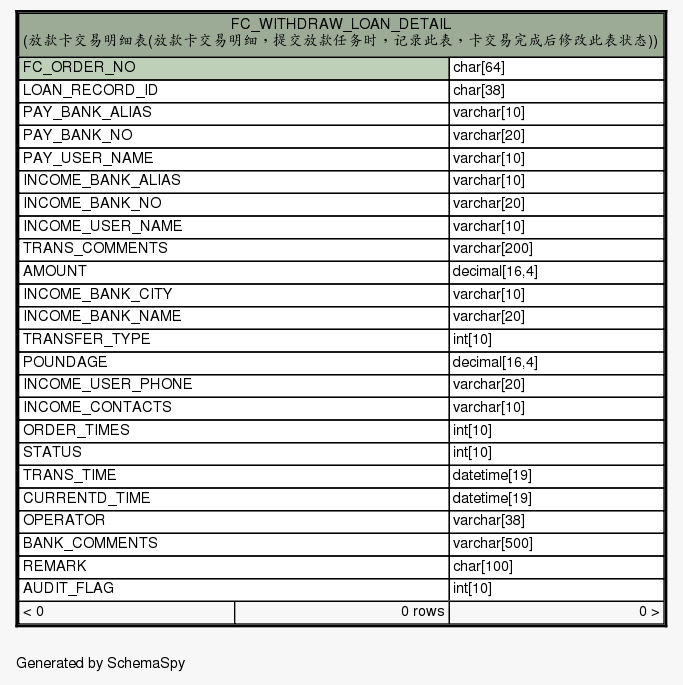 FC_WITHDRAW_LOAN_DETAIL
(放款卡交易明细表(放款卡交易明细，提交放款任务时，记录此表，卡交易完成后修改此表状态))
FC_ORDER_NO char[64]
LOAN_RECORD_ID char[38]
PAY_BANK_ALIAS varchar[10]
PAY_BANK_NO varchar[20]
PAY_USER_NAME varchar[10]
INCOME_BANK_ALIAS varchar[10]
INCOME_BANK_NO varchar[20]
INCOME_USER_NAME varchar[10]
TRANS_COMMENTS varchar[200]
AMOUNT decimal[16,4]
INCOME_BANK_CITY varchar[10]
INCOME_BANK_NAME varchar[20]
TRANSFER_TYPE int[10]
POUNDAGE decimal[16,4]
INCOME_USER_PHONE varchar[20]
INCOME_CONTACTS varchar[10]
ORDER_TIMES int[10]
STATUS int[10]
TRANS_TIME datetime[19]
CURRENTD_TIME datetime[19]
OPERATOR varchar[38]
BANK_COMMENTS varchar[500]
REMARK char[100]
AUDIT_FLAG int[10]
< 0 0 rows 0 >
Generated by SchemaSpy